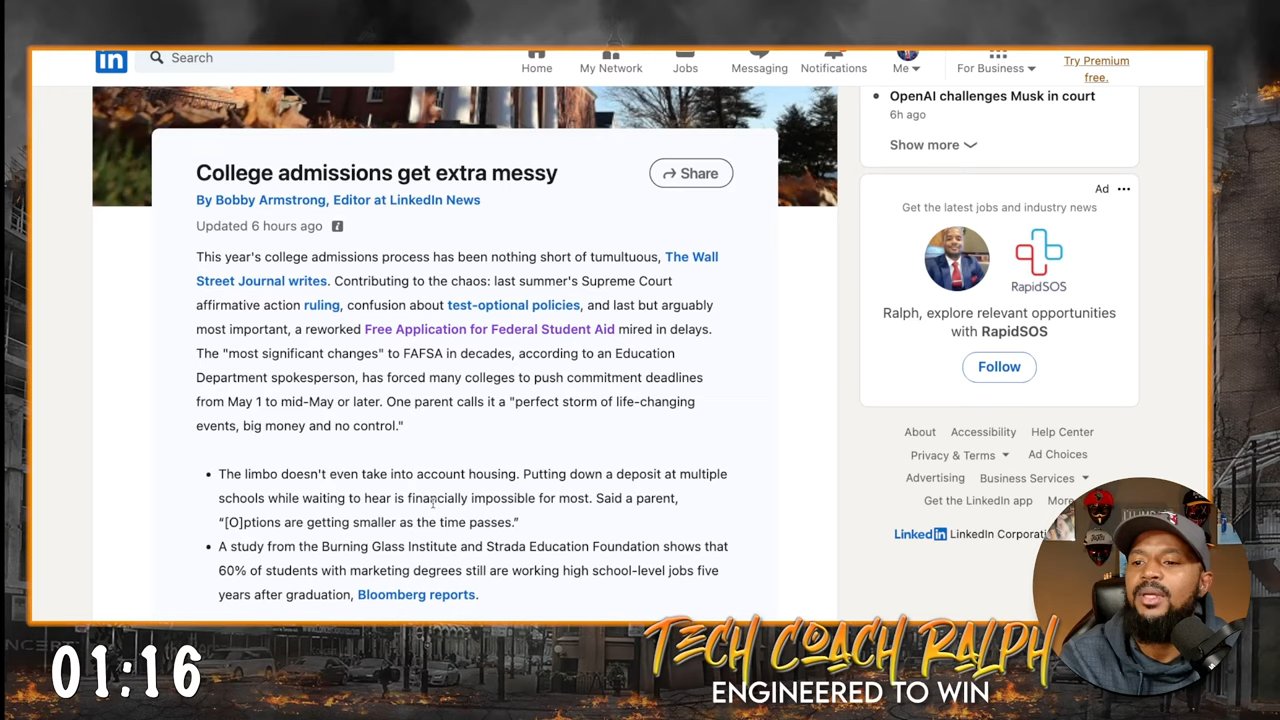 in
Search
Home
My Network
Jobs
Messaging
Notifications
Me
For Business
Try Premium
free.
OpenAI challenges Musk in court
6h ago
Show more
College admissions get extra messy
Share
By Bobby Armstrong, Editor at LinkedIn News
Updated 6 hours ago
This year's college admissions process has been nothing short of tumultuous, The Wall
Street Journal writes. Contributing to the chaos: last summer's Supreme Court
affirmative action ruling, confusion about test-optional policies, and last but arguably
most important, a reworked Free Application for Federal Student Aid mired in delays.
The "most significant changes" to FAFSA in decades, according to an Education
Department spokesperson, has forced many colleges to push commitment deadlines
from May 1 to mid-May or later. One parent calls it a "perfect storm of life-changing
events, big money and no control."
• The limbo doesn't even take into account housing. Putting down a deposit at multiple
schools while waiting to hear is financially impossible for most. Said a parent,
“[O]ptions are getting smaller as the time passes.”
• A study from the Burning Glass Institute and Strada Education Foundation shows that
60% of students with marketing degrees still are working high school-level jobs five
years after graduation, Bloomberg reports.
Ad
Get the latest jobs and industry news
RapidSOS
Ralph, explore relevant opportunities
with RapidSOS
Follow
About Accessibility Help Center
Privacy & Terms Ad Choices
Advertising Business Services
Get the LinkedIn app More
LinkedIn LinkedIn Corporati
01:16
TECH COACH RALPH
ENGINEERED TO WIN